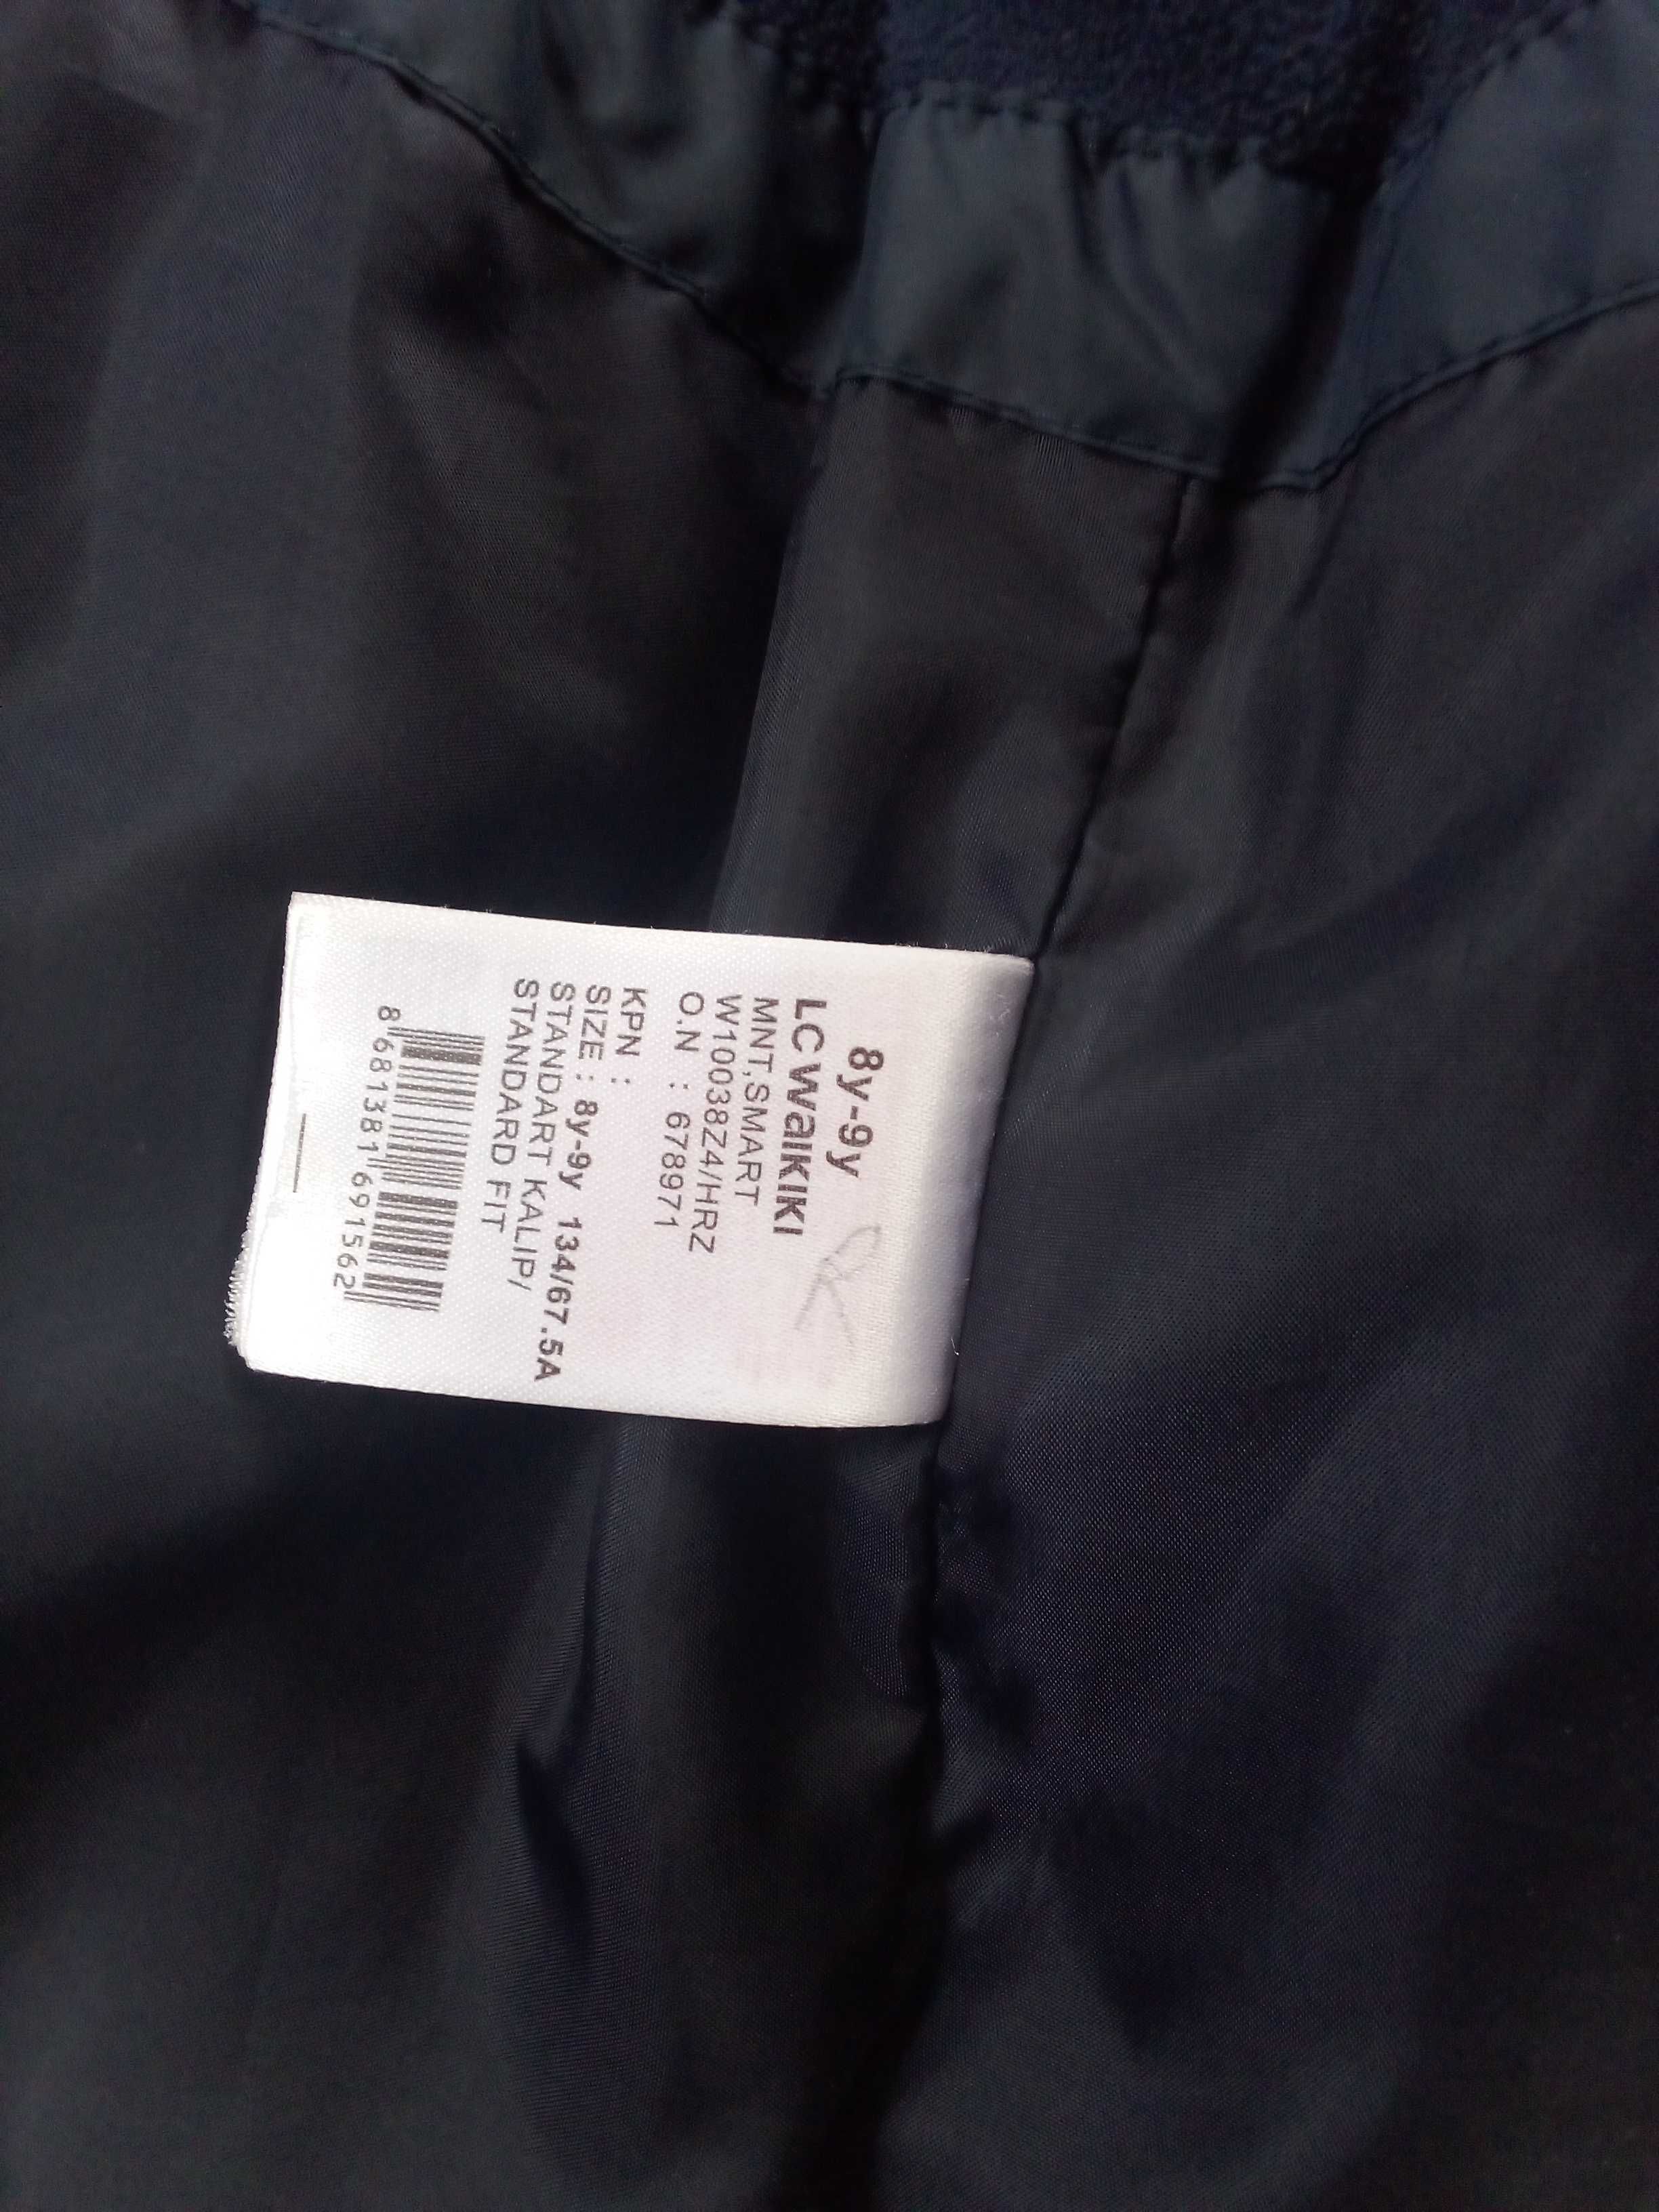 8y-9y
LC WAIKIKI
MNT,SMART
W10038Z4/HRZ
O.N : 678971
KPN :
SIZE : 8y-9y 134/67.5A
STANDART KALIP/
STANDARD FIT
8 681381 691562